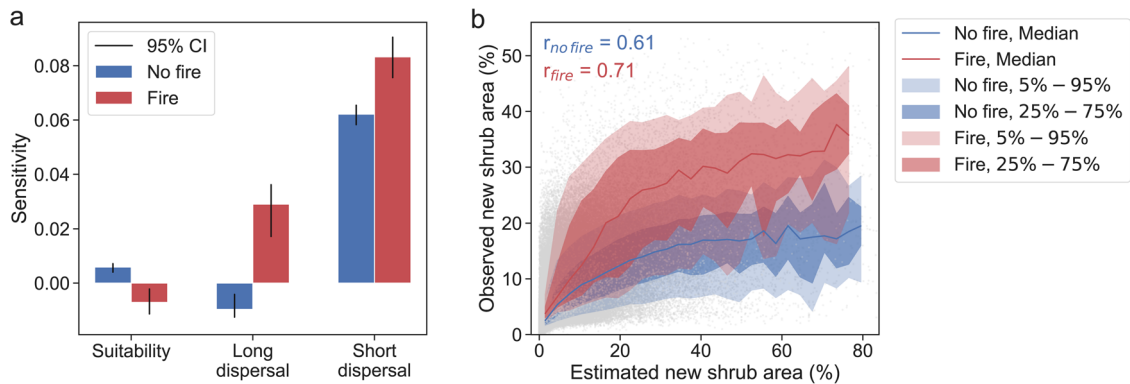 a
Sensitivity
0.08
0.06
0.04
0.02
0.00
95% CI
No fire
Fire
Suitability
Long
dispersal
Short
dispersal
b
Observed new shrub area (%)
50
40
30
20
10
0
r no fire = 0.61
r fire = 0.71
0
20
40
60
80
Estimated new shrub area (%)
No fire, Median
Fire, Median
No fire, 5% − 95%
No fire, 25% − 75%
Fire, 5% − 95%
Fire, 25% − 75%